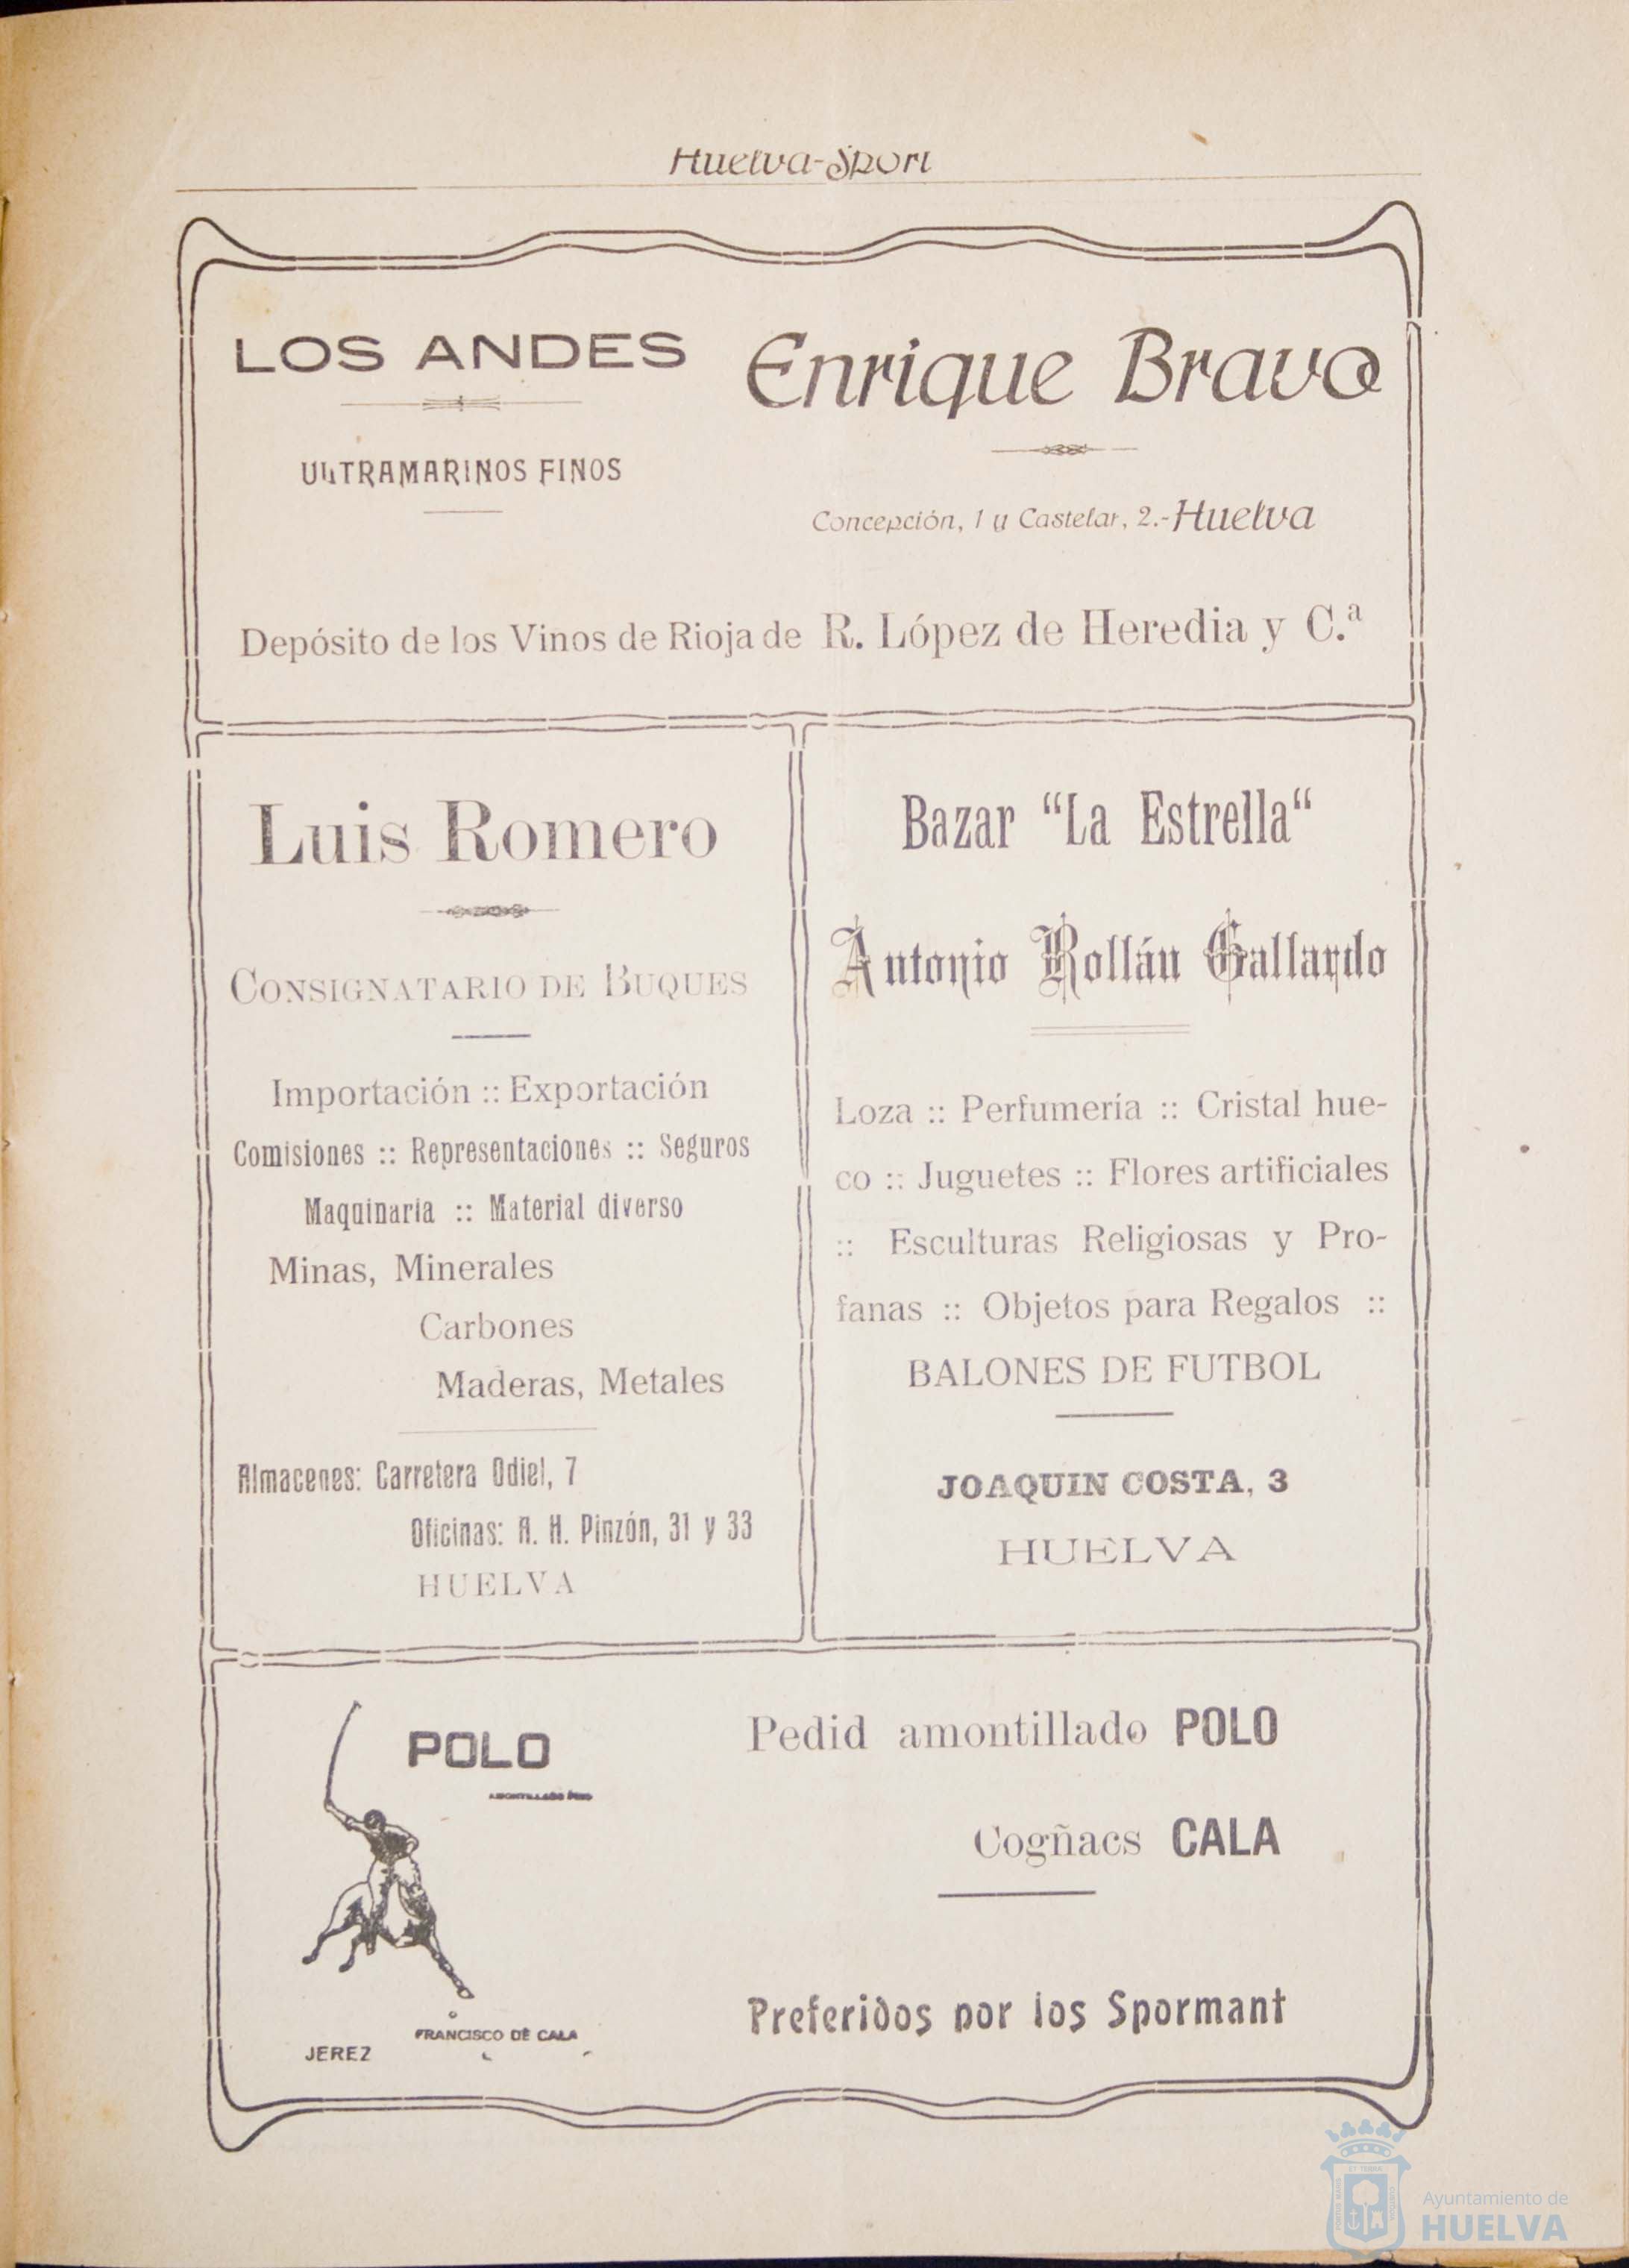 Huelva-Sport
LOS ANDES
ULTRAMARINOS FINOS
Enrique Bravo
Concepción, 1 y Castelar, 2.-Huelva
Depósito de los Vinos de Rioja de R. López de Heredia y C.ª
Luis Romero
CONSIGNATARIO DE BUQUES
Importación :: Exportación
Comisiones :: Representaciones :: Seguros
Maquinaria :: Material diverso
Minas, Minerales
Carbones
Maderas, Metales
Almacenes: Carretera Odiel, 7
Oficinas: A. H. Pinzón, 31 y 33
HUELVA
Bazar “La Estrella“
Antonio Rollán Gallardo
Loza :: Perfumería :: Cristal hue-
co :: Juguetes :: Flores artificiales
:: Esculturas Religiosas y Pro-
fanas :: Objetos para Regalos ::
BALONES DE FUTBOL
JOAQUIN COSTA, 3
HUELVA
POLO
AMONTILLADO FINO
FRANCISCO DE CALA
JEREZ
Pedid amontillado POLO
Cogñacs CALA
Preferidos por los Spormant
Ayuntamiento de
HUELVA